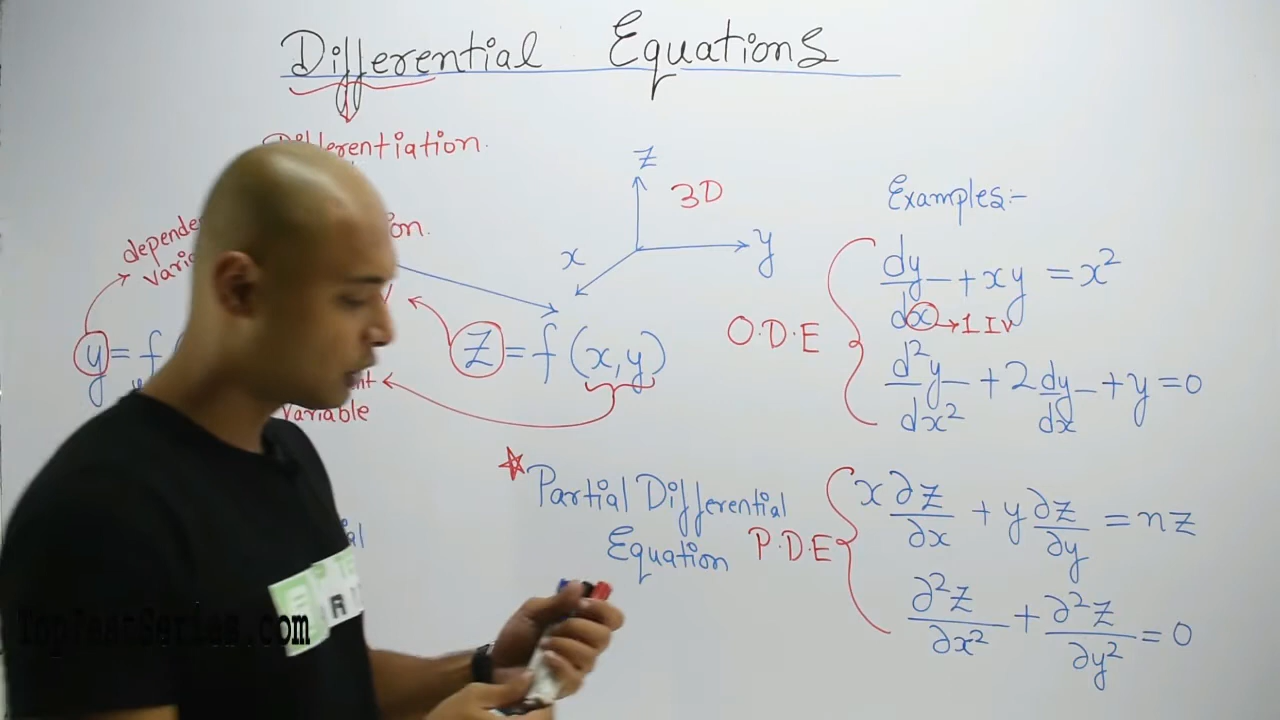 Differential Equations
Differentiation.
Z
3D
y
x
Z = f (x,y)
y = f (
Variable
Examples:-
dy/dx + xy = x²
→ 1 IV
O.D.E
d²y/dx² + 2 dy/dx + y = 0
★ Partial Differential
Equation
P.D.E
x ∂z/∂x + y ∂z/∂y = nz
∂²z/∂x² + ∂²z/∂y² = 0